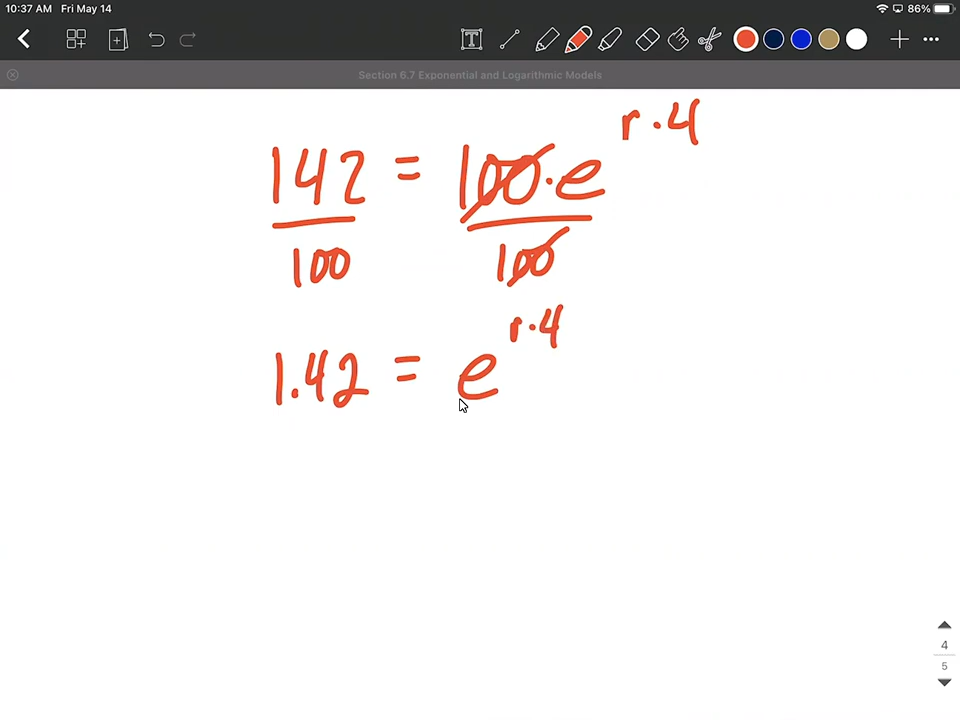 10:37 AM Fri May 14 86%
T
Section 6.7 Exponential and Logarithmic Models
r·4
142 = 100·e
100 100
r·4
1.42 = e
4
5